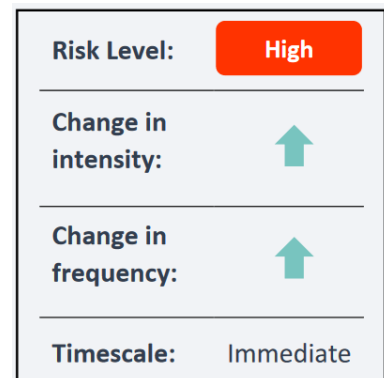 Risk Level: High
Change in
intensity:
Change in
frequency:
Timescale: Immediate